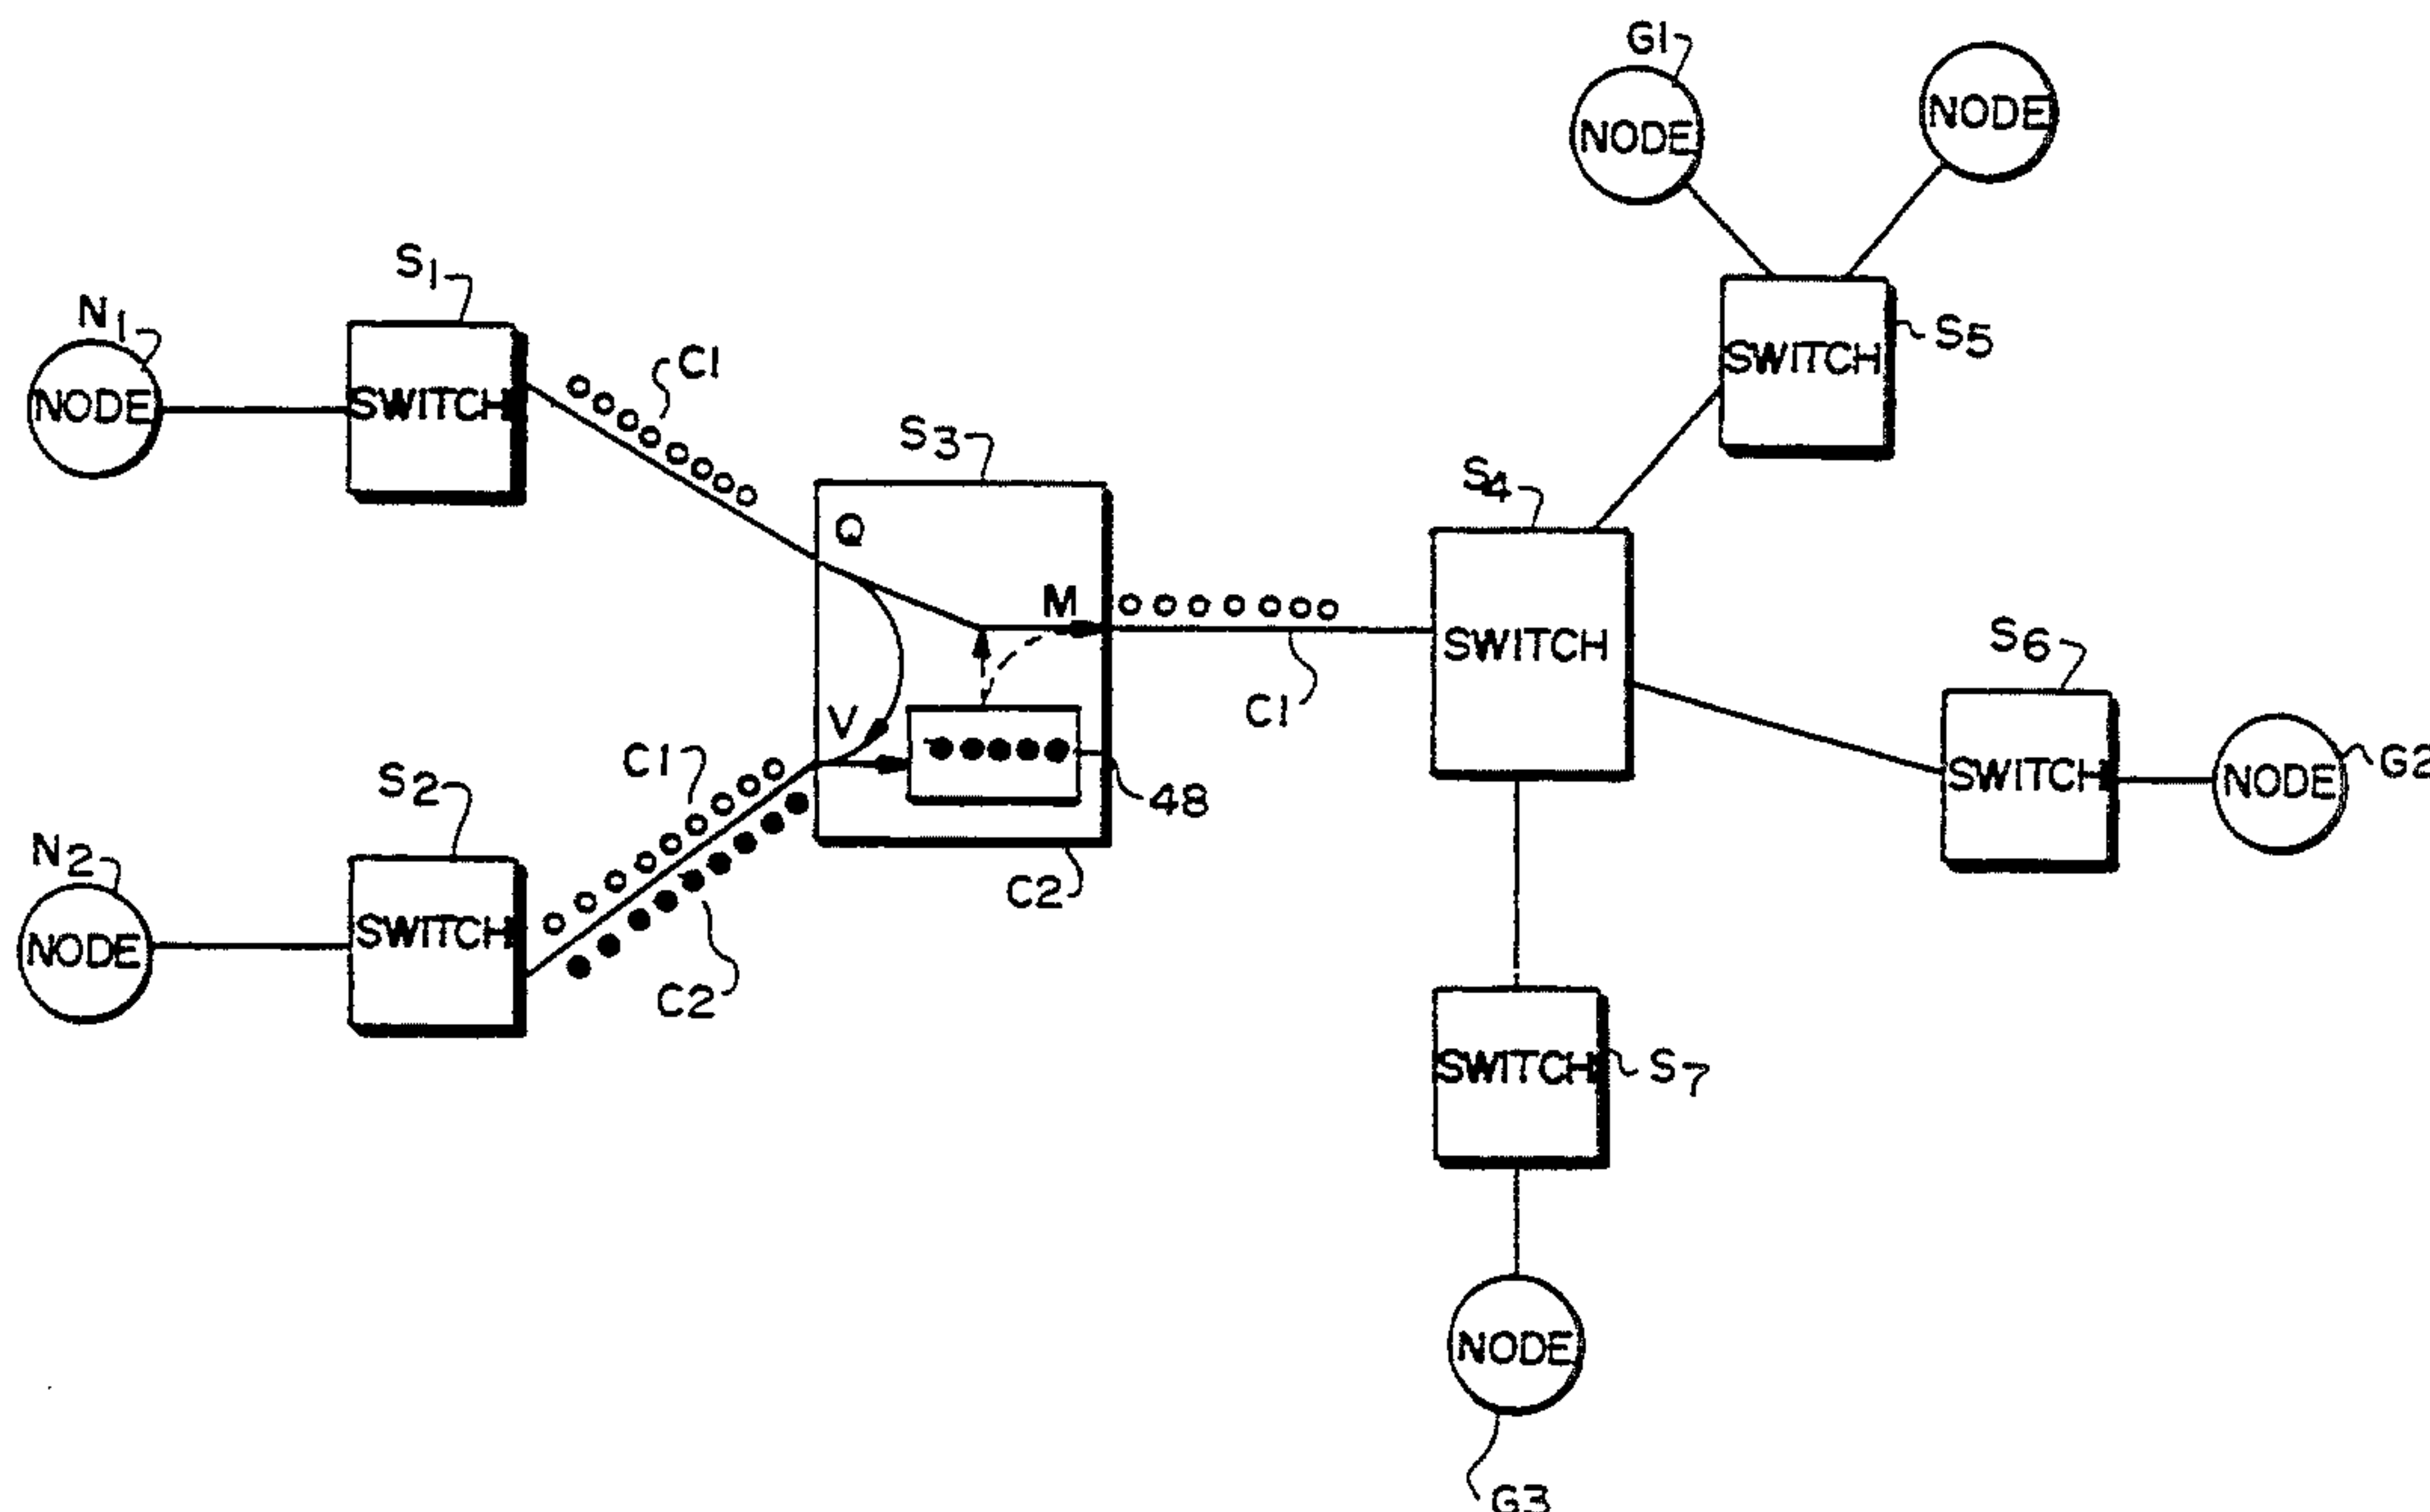 G1
NODE
NODE
S1
N1
NODE
SWITCH
C1
S5
SWITCH
S3
S4
Q
M
SWITCH
C1
S6
V
C1
S2
48
SWITCH
NODE
G2
N2
NODE
SWITCH
C2
C2
SWITCH
S7
NODE
G3